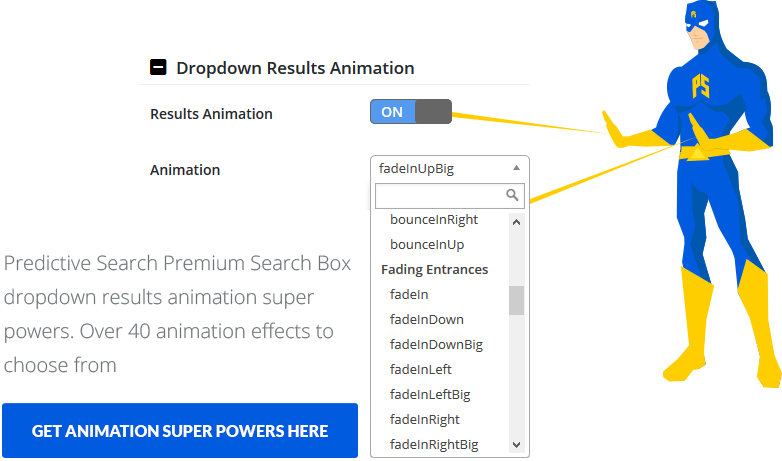 Dropdown Results Animation
Results Animation
ON
Animation
fadeInUpBig
bounceInRight
bounceInUp
Fading Entrances
fadeIn
fadeInDown
fadeInDownBig
fadeInLeft
fadeInLeftBig
fadeInRight
fadeInRightBig
Predictive Search Premium Search Box
dropdown results animation super
powers. Over 40 animation effects to
choose from
GET ANIMATION SUPER POWERS HERE
PS
PS